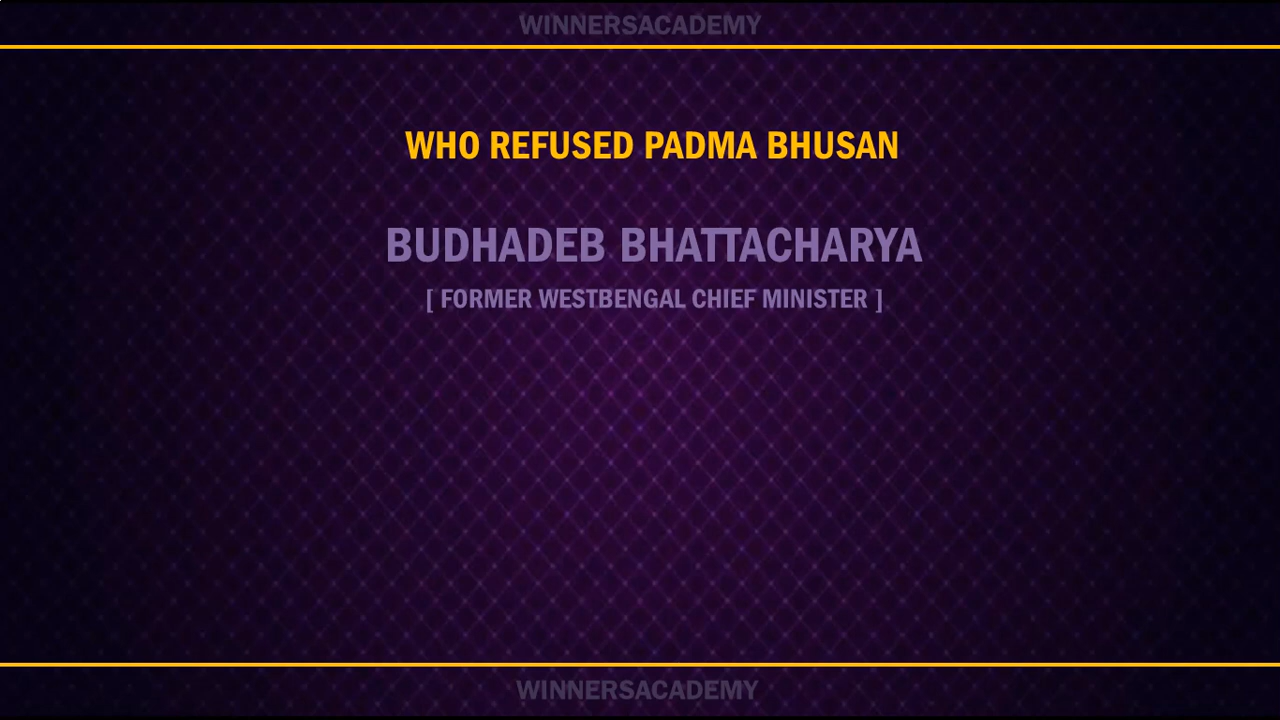 WINNERSACADEMY
WHO REFUSED PADMA BHUSAN
BUDHADEB BHATTACHARYA
[ FORMER WESTBENGAL CHIEF MINISTER ]
WINNERSACADEMY